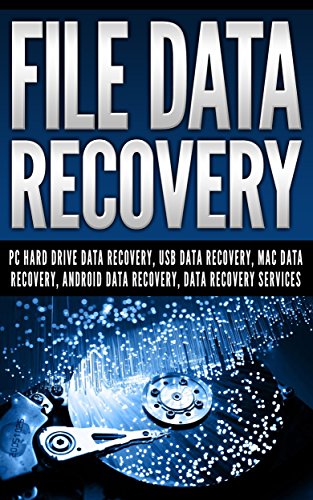 FILE DATA
RECOVERY
PC HARD DRIVE DATA RECOVERY, USB DATA RECOVERY, MAC DATA
RECOVERY, ANDROID DATA RECOVERY, DATA RECOVERY SERVICES